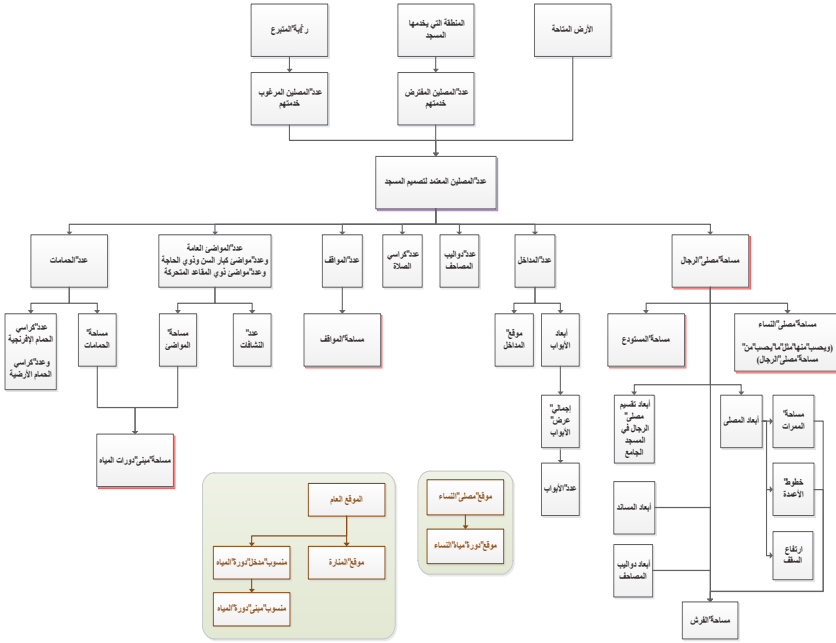 الأرض المتاحة
المنطقة التي يخدمها
المسجد
رؤية المتبرع
عدد المصلين المفترض
خدمتهم
عدد المصلين المرغوب
خدمتهم
عدد المصلين المعتمد لتصميم المسجد
مساحة مصلى الرجال
عدد المداخل
عدد دواليب
المصاحف
عدد كراسي
الصلاة
عدد المواقف
عدد المواضئ العامة
وعدد مواضئ كبار السن وذوي الحاجة
وعدد مواضئ ذوي المقاعد المتحركة
عدد الحمامات
مساحة مصلى النساء
(ويصب منها مثل ما يصب من
مساحة مصلى الرجال)
مساحة المستودع
أبعاد
الأبواب
موقع
المداخل
مساحة المواقف
عدد
النشافات
مساحة
المواضئ
مساحة
الحمامات
عدد كراسي
الحمام الإفرنجية
وعدد كراسي
الحمام الأرضية
مساحة
الممرات
أبعاد المصلى
أبعاد تقسيم
مصلى
الرجال في
المسجد
الجامع
إجمالي
عرض
الأبواب
مساحة مبنى دورات المياه
خطوط
الأعمدة
أبعاد المساند
عدد الأبواب
ارتفاع
السقف
أبعاد دواليب
المصاحف
مساحة الفرش
موقع مصلى النساء
موقع دورة مياه النساء
الموقع العام
موقع المنارة
منسوب مدخل دورة المياه
منسوب مبنى دورة المياه